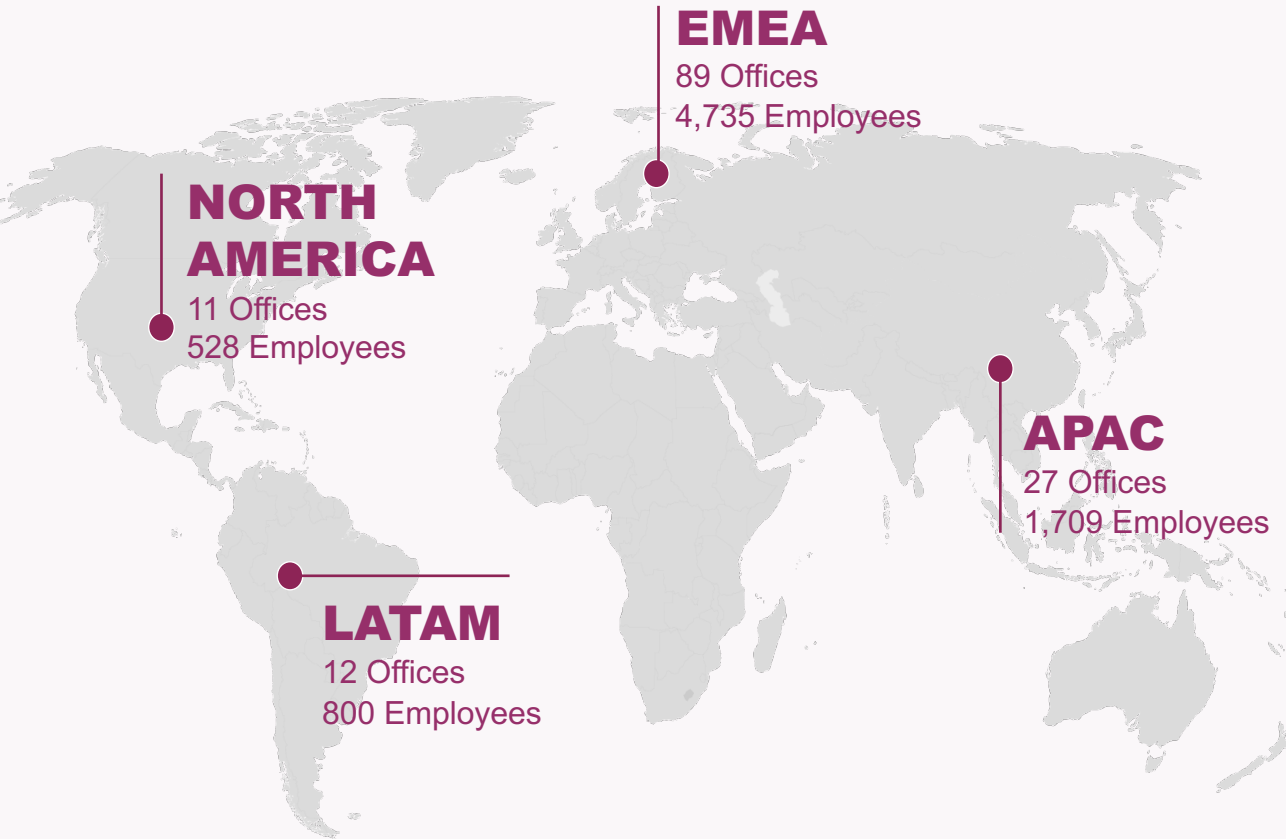 EMEA
89 Offices
4,735 Employees
NORTH
AMERICA
11 Offices
528 Employees
APAC
27 Offices
1,709 Employees
LATAM
12 Offices
800 Employees